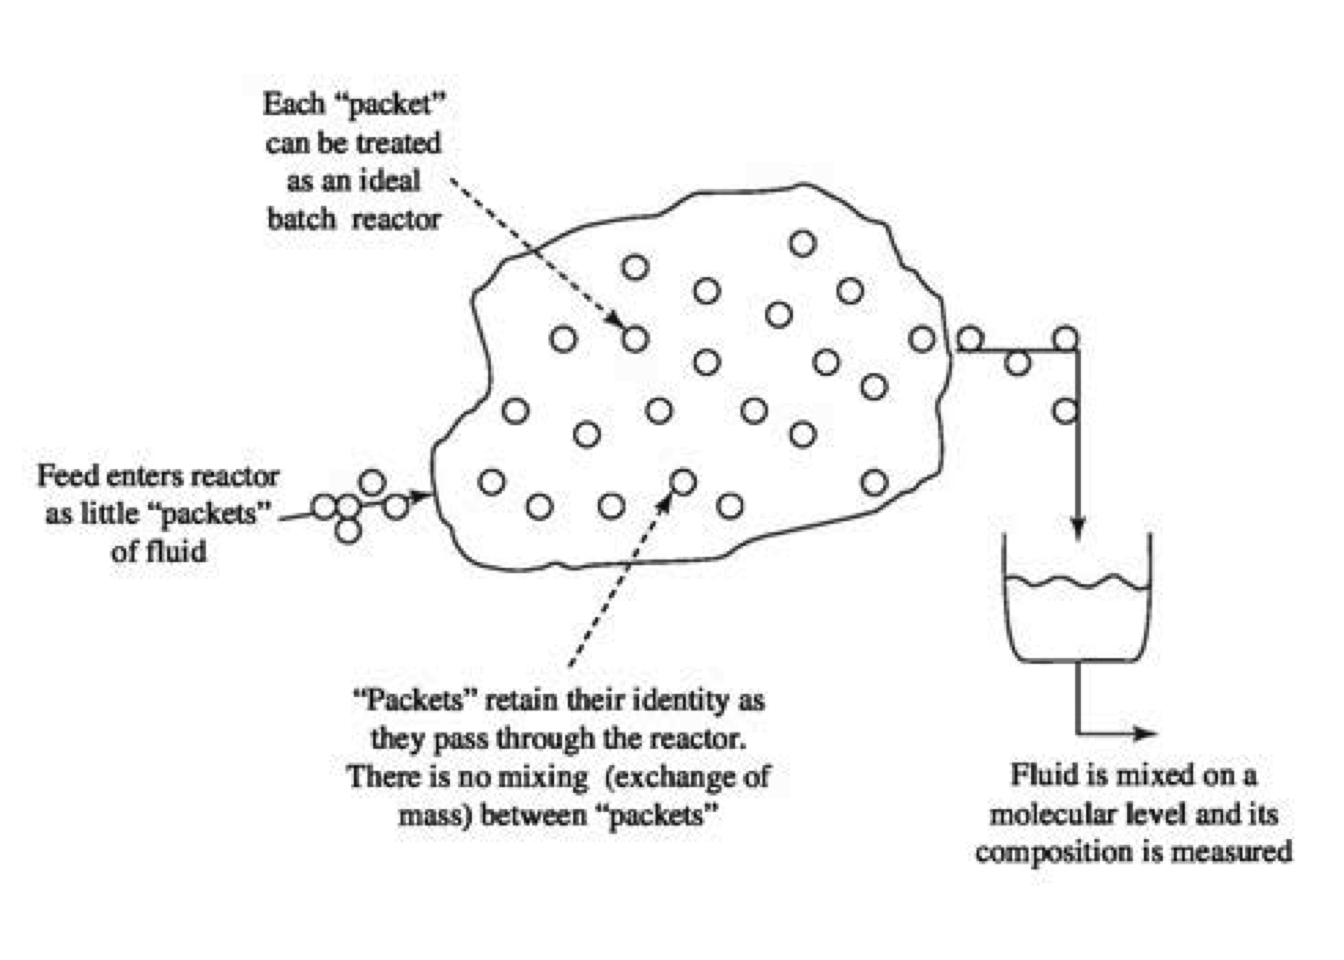 Each “packet”
can be treated
as an ideal
batch reactor
Feed enters reactor
as little “packets”
of fluid
“Packets” retain their identity as
they pass through the reactor.
There is no mixing (exchange of
mass) between “packets”
Fluid is mixed on a
molecular level and its
composition is measured